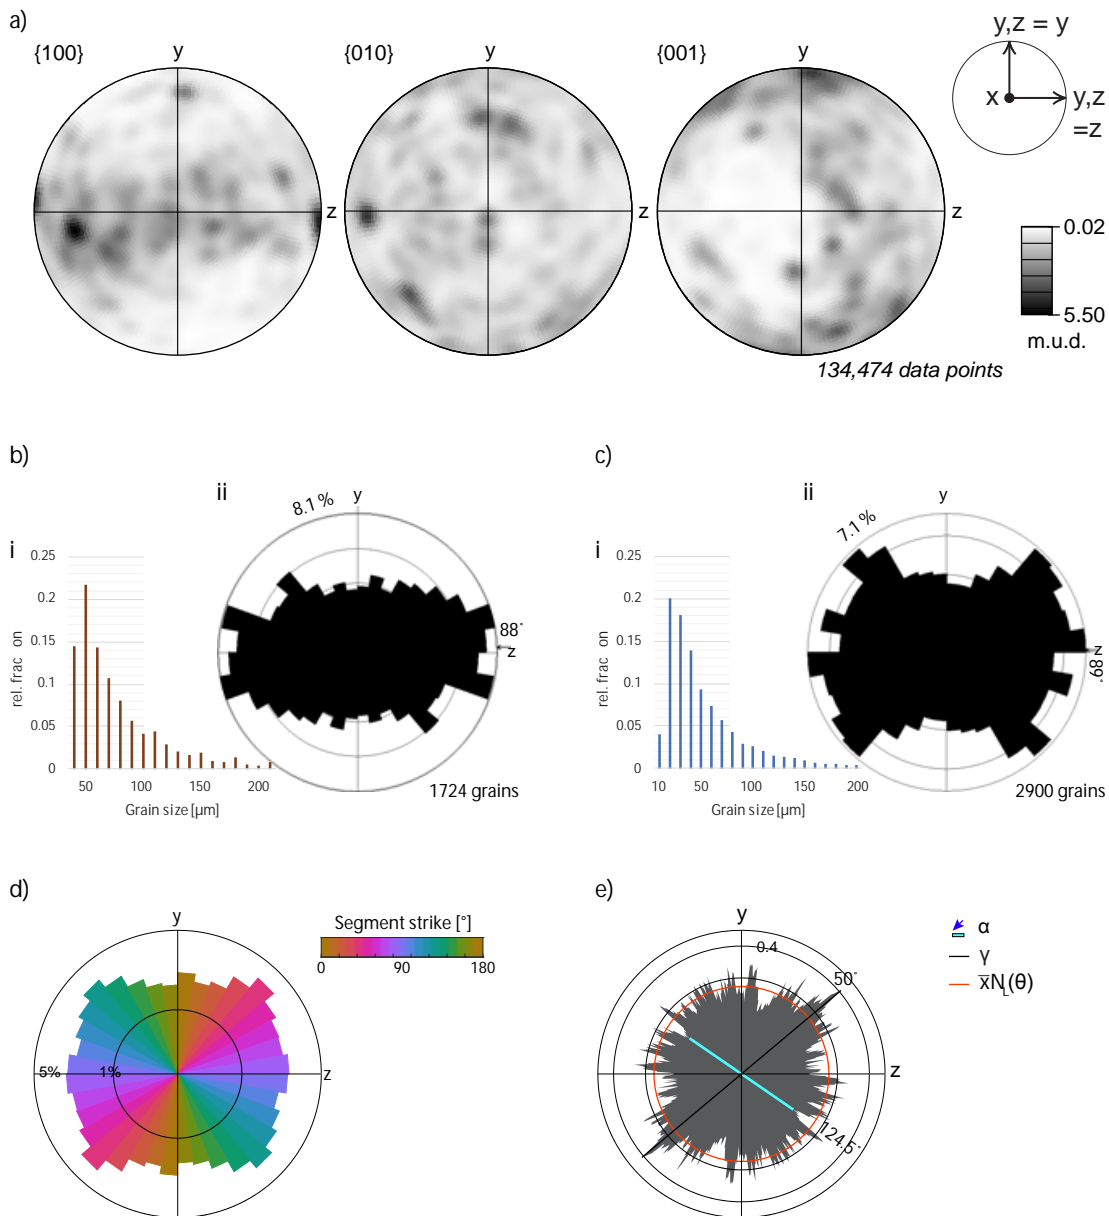 a)
{100}
y
z
{010}
y
z
{001}
y
z
y,z = y
x
y,z
=z
0.02
5.50
m.u.d.
134,474 data points
b)
i
ii
0.25
0.2
0.15
0.1
0.05
0
rel. frac on
50
100
150
200
Grain size [µm]
8.1 %
y
88°
z
1724 grains
c)
i
ii
0.25
0.2
0.15
0.1
0.05
0
rel. frac on
10
50
100
150
200
Grain size [µm]
7.1 %
y
z
89°
2900 grains
d)
y
z
5%
1%
Segment strike [°]
0
90
180
e)
y
0.4
50°
z
124.5°
α
γ
x̄N_L(θ)